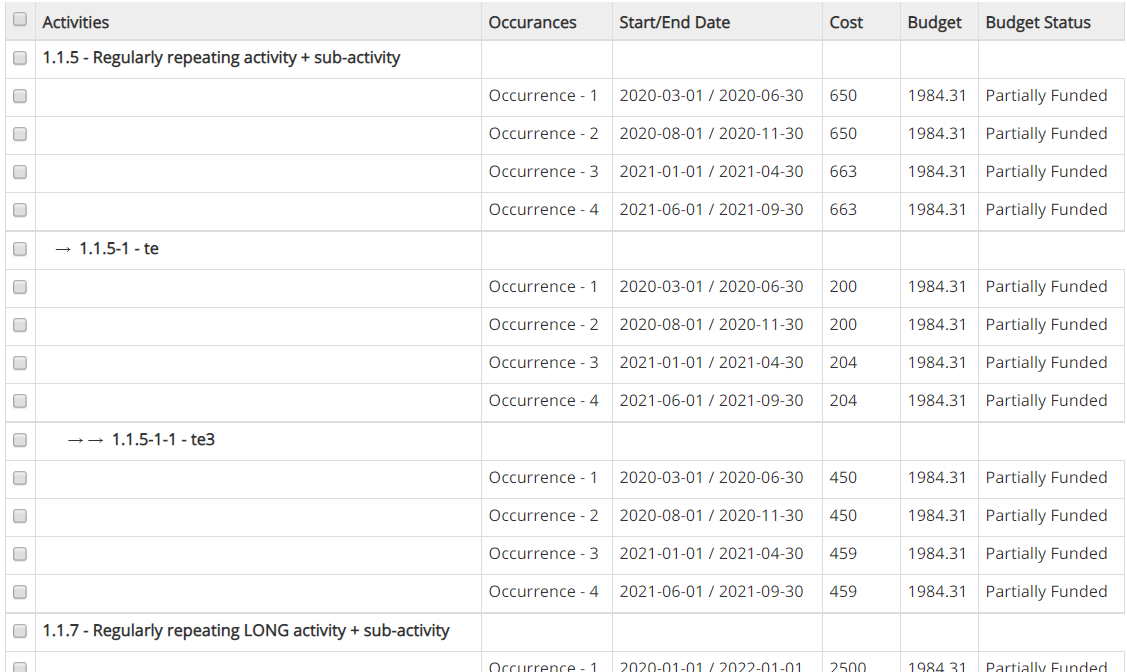 Activities Occurances Start/End Date Cost Budget Budget Status
1.1.5 - Regularly repeating activity + sub-activity
Occurrence - 1 2020-03-01 / 2020-06-30 650 1984.31 Partially Funded
Occurrence - 2 2020-08-01 / 2020-11-30 650 1984.31 Partially Funded
Occurrence - 3 2021-01-01 / 2021-04-30 663 1984.31 Partially Funded
Occurrence - 4 2021-06-01 / 2021-09-30 663 1984.31 Partially Funded
→ 1.1.5-1 - te
Occurrence - 1 2020-03-01 / 2020-06-30 200 1984.31 Partially Funded
Occurrence - 2 2020-08-01 / 2020-11-30 200 1984.31 Partially Funded
Occurrence - 3 2021-01-01 / 2021-04-30 204 1984.31 Partially Funded
Occurrence - 4 2021-06-01 / 2021-09-30 204 1984.31 Partially Funded
→→ 1.1.5-1-1 - te3
Occurrence - 1 2020-03-01 / 2020-06-30 450 1984.31 Partially Funded
Occurrence - 2 2020-08-01 / 2020-11-30 450 1984.31 Partially Funded
Occurrence - 3 2021-01-01 / 2021-04-30 459 1984.31 Partially Funded
Occurrence - 4 2021-06-01 / 2021-09-30 459 1984.31 Partially Funded
1.1.7 - Regularly repeating LONG activity + sub-activity
Occurrence - 1 2020-01-01 / 2022-01-01 2500 1984.31 Partially Funded